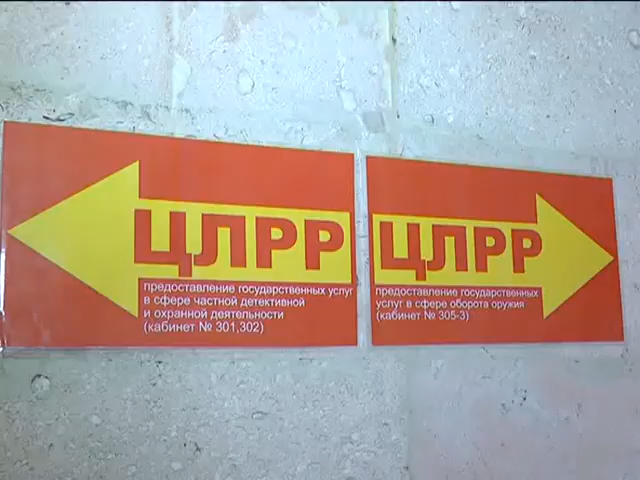 ЦЛРР
предоставление государственных услуг
в сфере частной детективной
и охранной деятельности
(кабинет № 301,302)
ЦЛРР
предоставление государственных
услуг в сфере оборота оружия
(кабинет № 305-3)